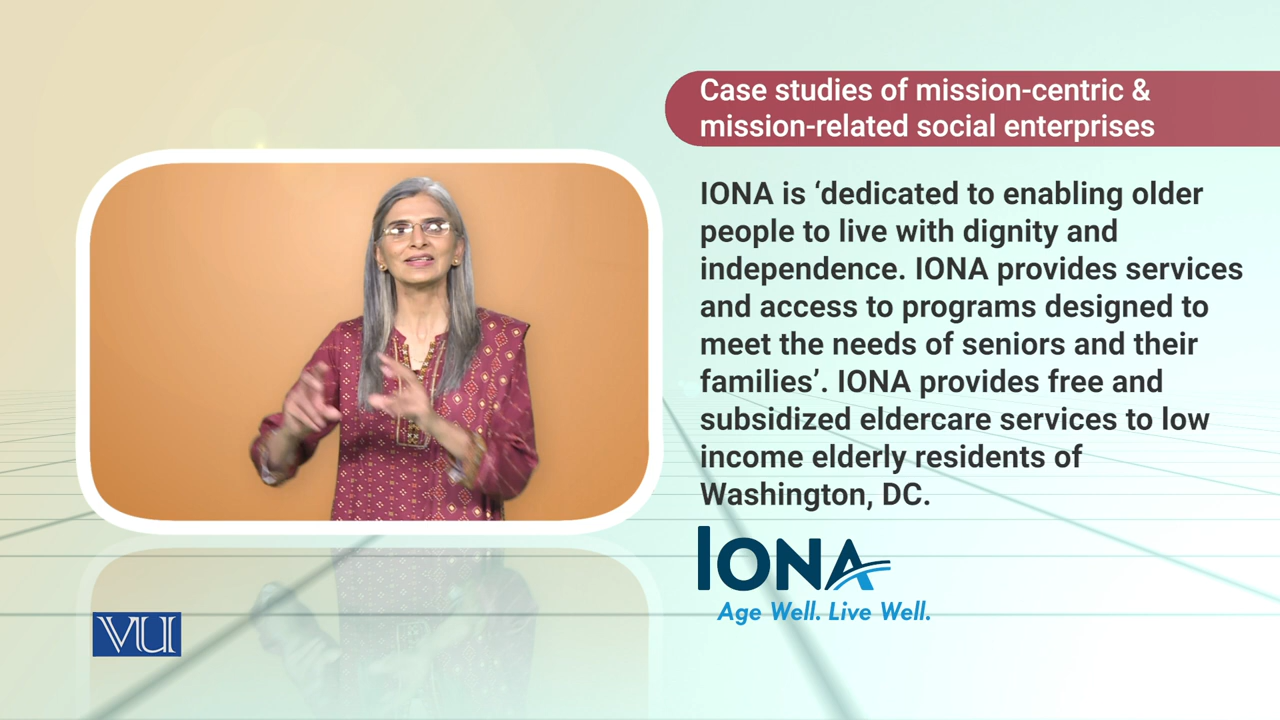 Case studies of mission-centric &
mission-related social enterprises
IONA is ‘dedicated to enabling older
people to live with dignity and
independence. IONA provides services
and access to programs designed to
meet the needs of seniors and their
families’. IONA provides free and
subsidized eldercare services to low
income elderly residents of
Washington, DC.
IONA
Age Well. Live Well.
VU